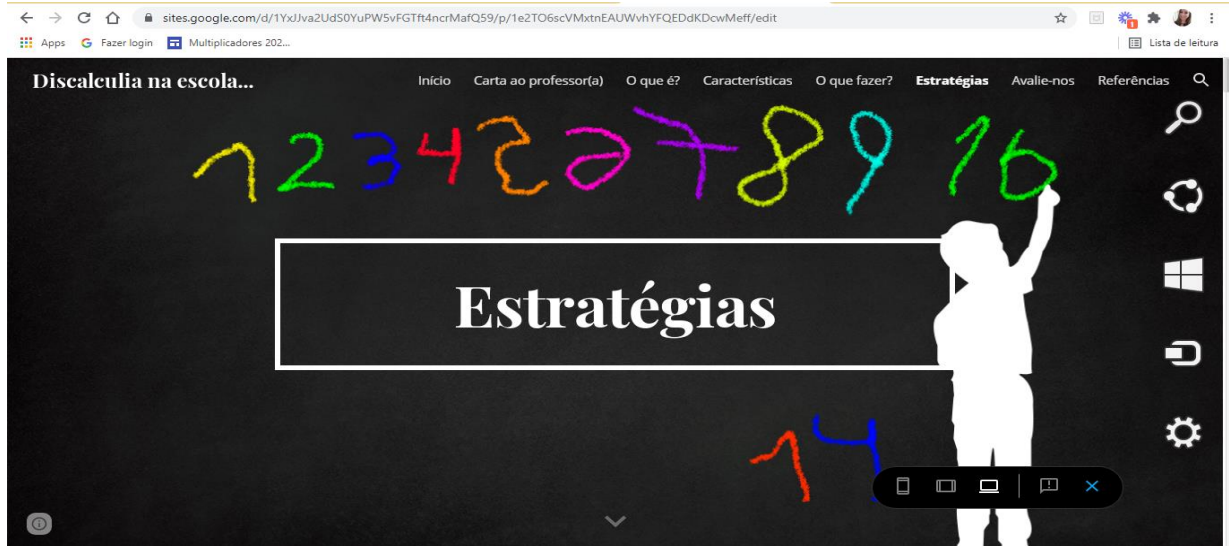 sites.google.com/d/1YxJJva2UdS0YuPW5vFGTft4ncrMafQ59/p/1e2TO6scVMxtnEAUWvhYFQEDdKDcwMeff/edit
Apps G Fazer login Multiplicadores 202... Lista de leitura
Discalculia na escola... Início Carta ao professor(a) O que é? Características O que fazer? Estratégias Avalie-nos Referências
1 2 3 4 5 6 7 8 9 10
Estratégias
14